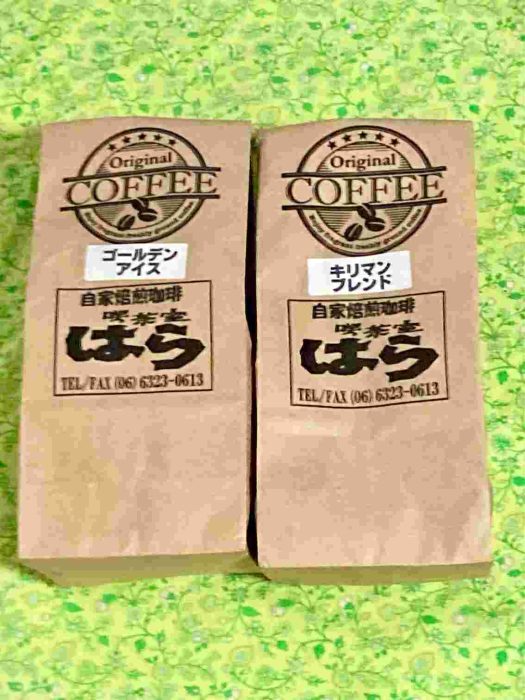 Original
COFFEE
ゴールデン
アイス
自家焙煎珈琲
喫茶室
はら
TEL/FAX (06) 6323-0613
Original
COFFEE
キリマン
ブレンド
自家焙煎珈琲
喫茶室
はら
TEL/FAX (06) 6323-0613